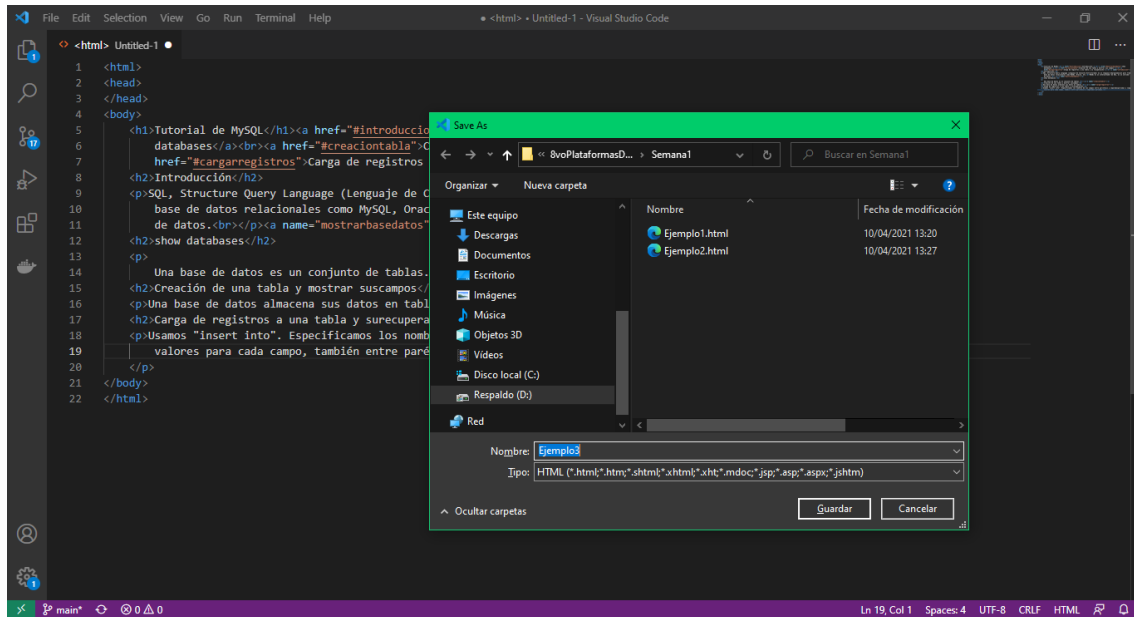 File Edit Selection View Go Run Terminal Help
● <html> • Untitled-1 - Visual Studio Code
<> <html> Untitled-1 ●
1 <html>
2 <head>
3 </head>
4 <body>
5 <h1>Tutorial de MySQL</h1><a href="#introduccio
6 databases</a><br><a href="#creaciontabla">C
7 href="#cargarregistros">Carga de registros
8 <h2>Introducción</h2>
9 <p>SQL, Structure Query Language (Lenguaje de C
10 base de datos relacionales como MySQL, Orac
11 de datos.<br></p><a name="mostrarbasedatos"
12 <h2>show databases</h2>
13 <p>
14 Una base de datos es un conjunto de tablas.
15 <h2>Creación de una tabla y mostrar suscampos</
16 <p>Una base de datos almacena sus datos en tabl
17 <h2>Carga de registros a una tabla y surecupera
18 <p>Usamos "insert into". Especificamos los nomb
19 valores para cada campo, también entre paré
20 </p>
21 </body>
22 </html>
Save As
« 8voPlataformasD... › Semana1
Buscar en Semana1
Organizar Nueva carpeta
Este equipo
Descargas
Documentos
Escritorio
Imágenes
Música
Objetos 3D
Vídeos
Disco local (C:)
Respaldo (D:)
Red
Nombre Fecha de modificación
Ejemplo1.html 10/04/2021 13:20
Ejemplo2.html 10/04/2021 13:27
Nombre: Ejemplo3
Tipo: HTML (*.html;*.htm;*.shtml;*.xhtml;*.xht;*.mdoc;*.jsp;*.asp;*.aspx;*.jshtm)
Ocultar carpetas
Guardar Cancelar
1
17
1
main* 0 0
Ln 19, Col 1 Spaces: 4 UTF-8 CRLF HTML